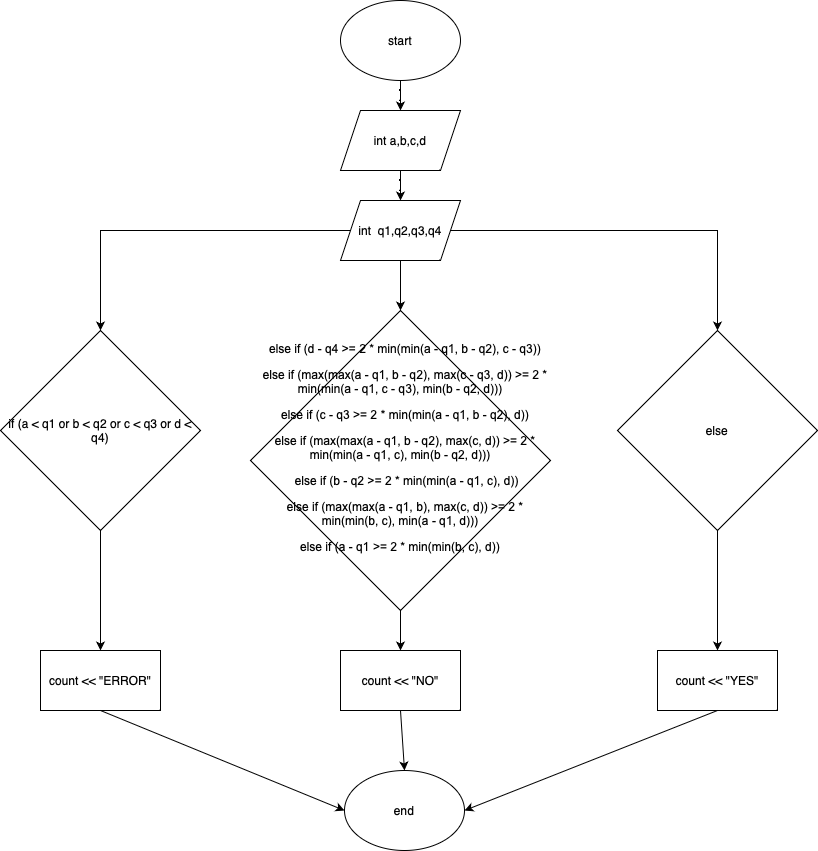 start
int a,b,c,d
int q1,q2,q3,q4
if (a < q1 or b < q2 or c < q3 or d <
q4)
else if (d - q4 >= 2 * min(min(a - q1, b - q2), c - q3))
else if (max(max(a - q1, b - q2), max(c - q3, d)) >= 2 *
min(min(a - q1, c - q3), min(b - q2, d)))
else if (c - q3 >= 2 * min(min(a - q1, b - q2), d))
else if (max(max(a - q1, b - q2), max(c, d)) >= 2 *
min(min(a - q1, c), min(b - q2, d)))
else if (b - q2 >= 2 * min(min(a - q1, c), d))
else if (max(max(a - q1, b), max(c, d)) >= 2 *
min(min(b, c), min(a - q1, d)))
else if (a - q1 >= 2 * min(min(b, c), d))
else
count << "ERROR"
count << "NO"
count << "YES"
end